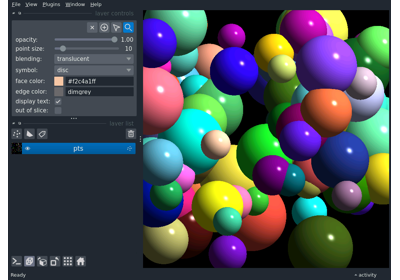 File View Plugins Window Help
layer controls
opacity: 1.00
point size: 10
blending: translucent
symbol: disc
face color: #f2c4a1ff
edge color: dimgrey
display text: ✓
out of slice:
layer list
pts
Ready
activity